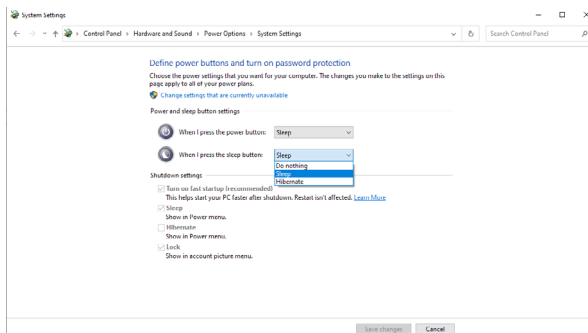 System Settings
Control Panel > Hardware and Sound > Power Options > System Settings
Search Control Panel
Define power buttons and turn on password protection
Choose the power settings that you want for your computer. The changes you make to the settings on this
page apply to all of your power plans.
Change settings that are currently unavailable
Power and sleep button settings
When I press the power button: Sleep
When I press the sleep button: Sleep
Do nothing
Sleep
Hibernate
Shutdown settings
Turn on fast startup (recommended)
This helps start your PC faster after shutdown. Restart isn't affected. Learn More
Sleep
Show in Power menu.
Hibernate
Show in Power menu.
Lock
Show in account picture menu.
Save changes Cancel